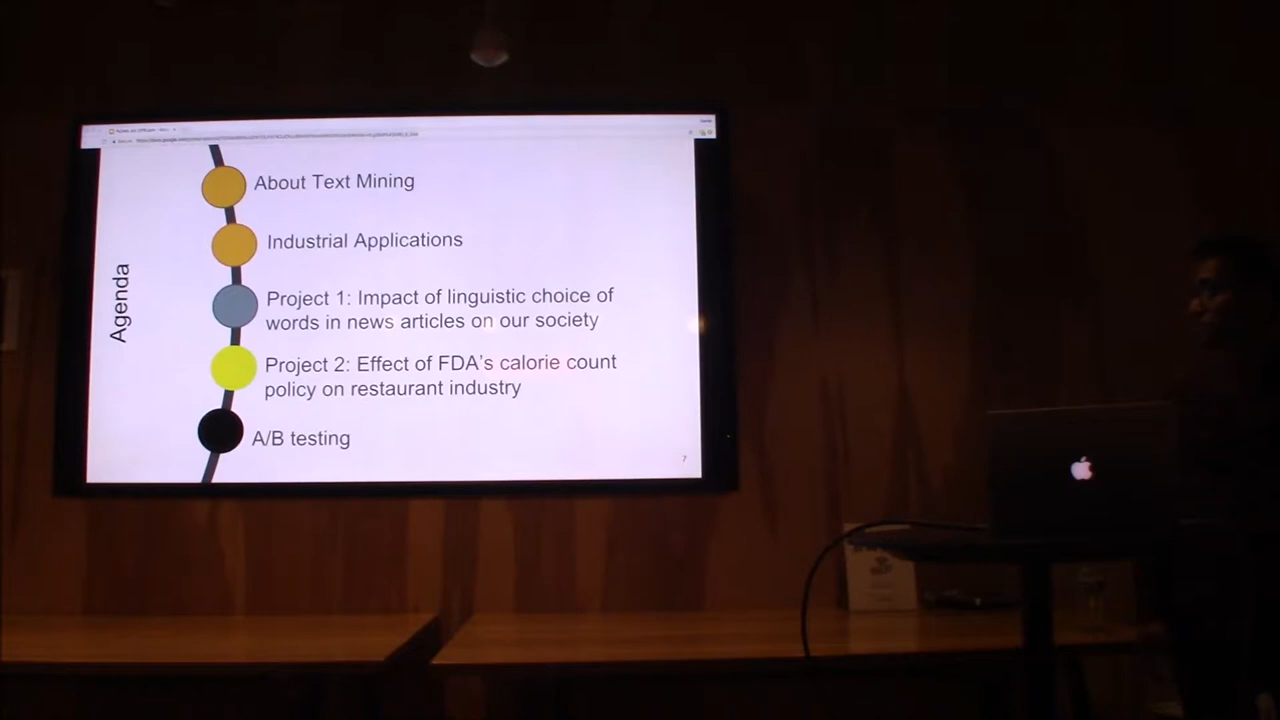 About Text Mining
Industrial Applications
Agenda
Project 1: Impact of linguistic choice of
words in news articles on our society
Project 2: Effect of FDA's calorie count
policy on restaurant industry
A/B testing
7